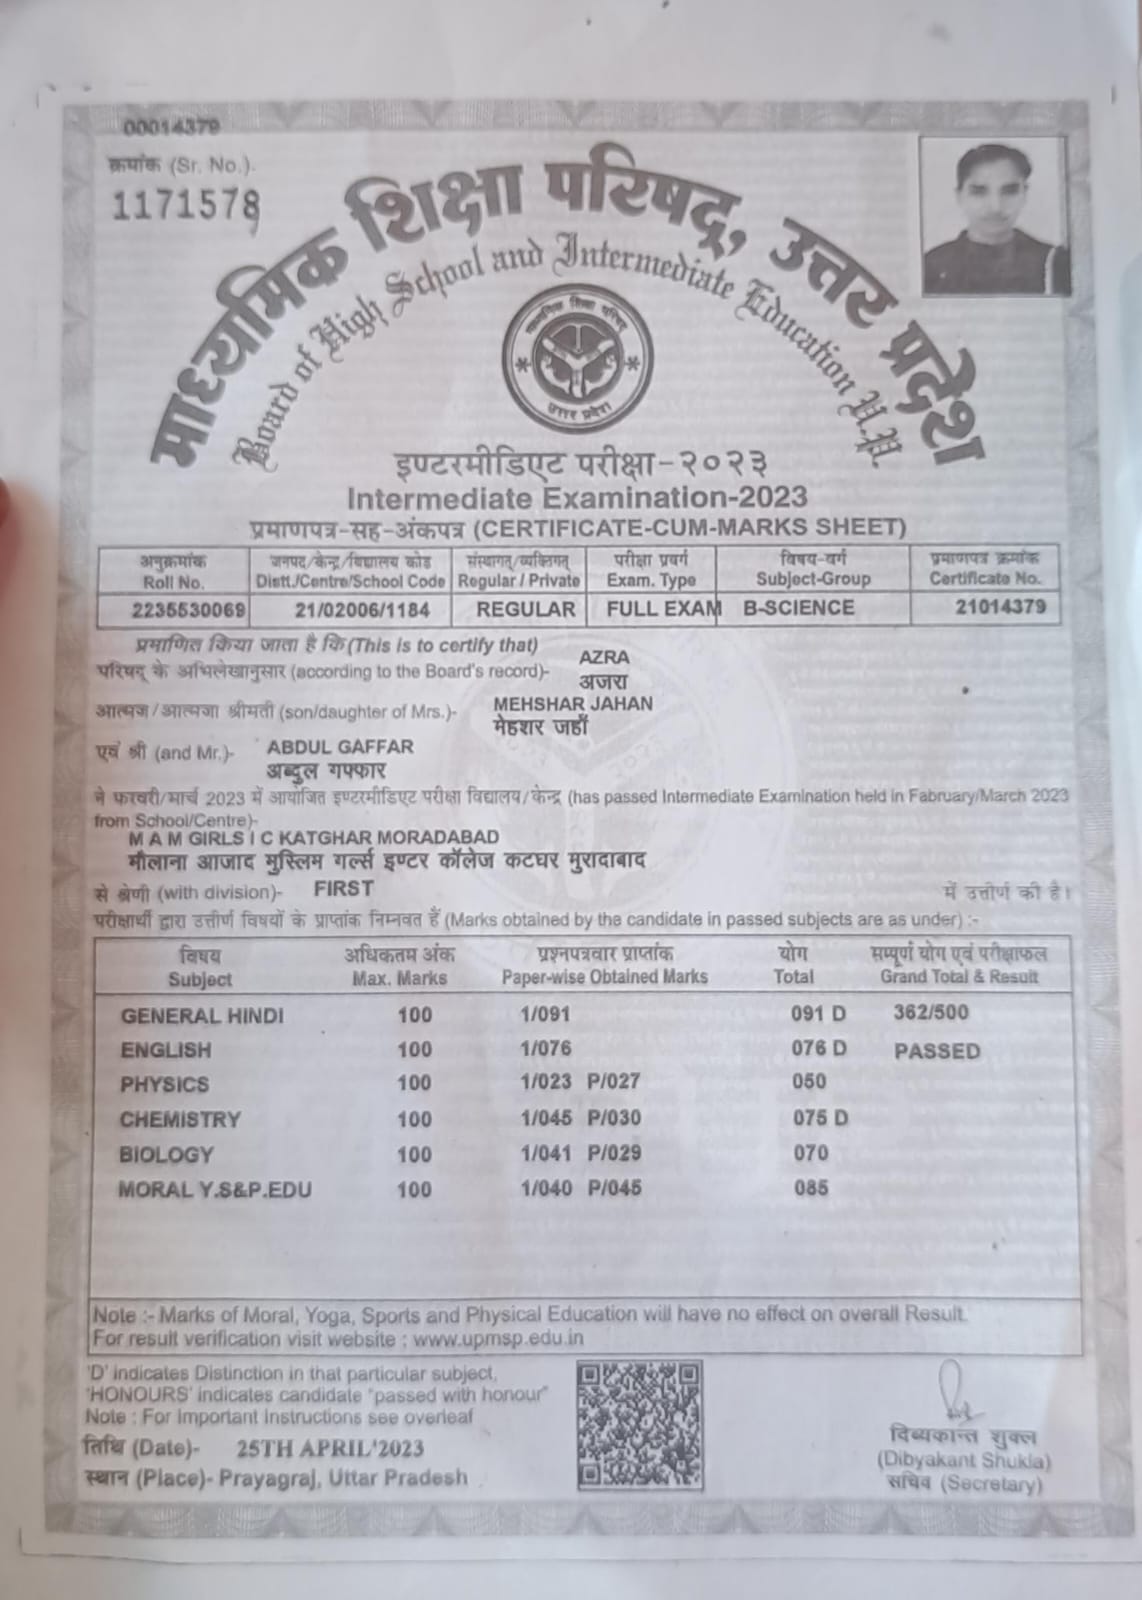 00014379
क्रमांक (Sr. No.)-
1171578
माध्यमिक शिक्षा परिषद्, उत्तर प्रदेश
Board of High School and Intermediate Education U.P.
माध्यमिक शिक्षा परिषद्
उत्तर प्रदेश
इण्टरमीडिएट परीक्षा-२०२३
Intermediate Examination-2023
प्रमाणपत्र-सह-अंकपत्र (CERTIFICATE-CUM-MARKS SHEET)
अनुक्रमांक जनपद/केन्द्र/विद्यालय कोड संस्थागत/व्यक्तिगत परीक्षा प्रवर्ग विषय-वर्ग प्रमाणपत्र क्रमांक
Roll No. Distt./Centre/School Code Regular / Private Exam. Type Subject-Group Certificate No.
2235530069 21/02006/1184 REGULAR FULL EXAM B-SCIENCE 21014379
प्रमाणित किया जाता है कि(This is to certify that)
AZRA
परिषद् के अभिलेखानुसार (according to the Board's record)-
अजरा
MEHSHAR JAHAN
आत्मज/आत्मजा श्रीमती (son/daughter of Mrs.)-
मेहशर जहाँ
एवं श्री (and Mr.)- ABDUL GAFFAR
अब्दुल गफ्फार
ने फरवरी/मार्च 2023 में आयोजित इण्टरमीडिएट परीक्षा विद्यालय/केन्द्र (has passed Intermediate Examination held in Fabruary/March 2023
from School/Centre)-
M A M GIRLS I C KATGHAR MORADABAD
मौलाना आजाद मुस्लिम गर्ल्स इण्टर कॉलेज कटघर मुरादाबाद
से श्रेणी (with division)- FIRST में उत्तीर्ण की है।
परीक्षार्थी द्वारा उत्तीर्ण विषयों के प्राप्तांक निम्नवत हैं (Marks obtained by the candidate in passed subjects are as under) :-
विषय अधिकतम अंक प्रश्नपत्रवार प्राप्तांक योग सम्पूर्ण योग एवं परीक्षाफल
Subject Max. Marks Paper-wise Obtained Marks Total Grand Total & Result
GENERAL HINDI 100 1/091 091 D 362/500
ENGLISH 100 1/076 076 D PASSED
PHYSICS 100 1/023 P/027 050
CHEMISTRY 100 1/045 P/030 075 D
BIOLOGY 100 1/041 P/029 070
MORAL Y.S&P.EDU 100 1/040 P/045 085
Note :- Marks of Moral, Yoga, Sports and Physical Education will have no effect on overall Result.
For result verification visit website : www.upmsp.edu.in
'D' indicates Distinction in that particular subject,
'HONOURS' indicates candidate "passed with honour"
Note : For Important Instructions see overleaf
तिथि (Date)- 25TH APRIL'2023
स्थान (Place)- Prayagraj, Uttar Pradesh
दिब्यकान्त शुक्ल
(Dibyakant Shukla)
सचिव (Secretary)